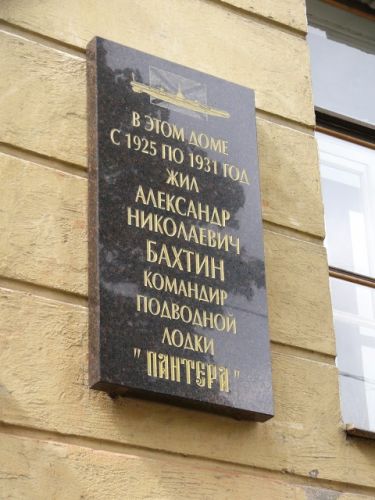 В ЭТОМ ДОМЕ
С 1925 ПО 1931 ГОД
ЖИЛ
АЛЕКСАНДР
НИКОЛАЕВИЧ
БАХТИН
КОМАНДИР
ПОДВОДНОЙ
ЛОДКИ
"ПАНТЕРА"